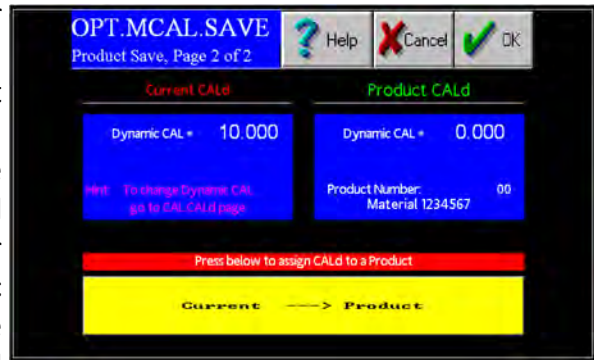 OPT.MCAL.SAVE
Product Save, Page 2 of 2
? Help
Cancel
OK
Current CALd
Product CALd
Dynamic CAL = 10.000
Hint: To change Dynamic CAL
go to CAL.CALd page
Dynamic CAL = 0.000
Product Number: 00
Material 1234567
Press below to assign CALd to a Product
Current ---> Product